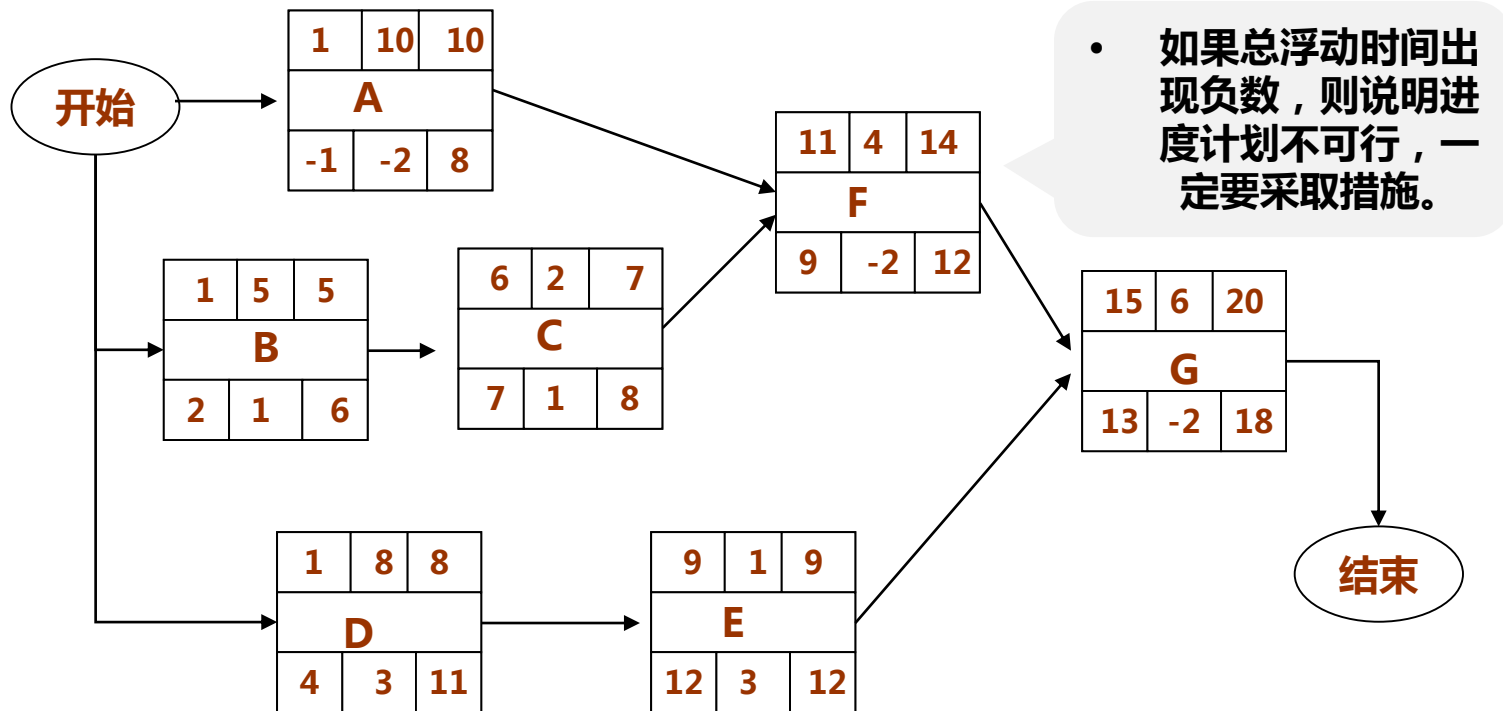 开始
1 10 10
A
-1 -2 8
• 如果总浮动时间出
现负数，则说明进
度计划不可行，一
定要采取措施。
11 4 14
F
9 -2 12
1 5 5
B
2 1 6
6 2 7
C
7 1 8
15 6 20
G
13 -2 18
1 8 8
D
4 3 11
9 1 9
E
12 3 12
结束